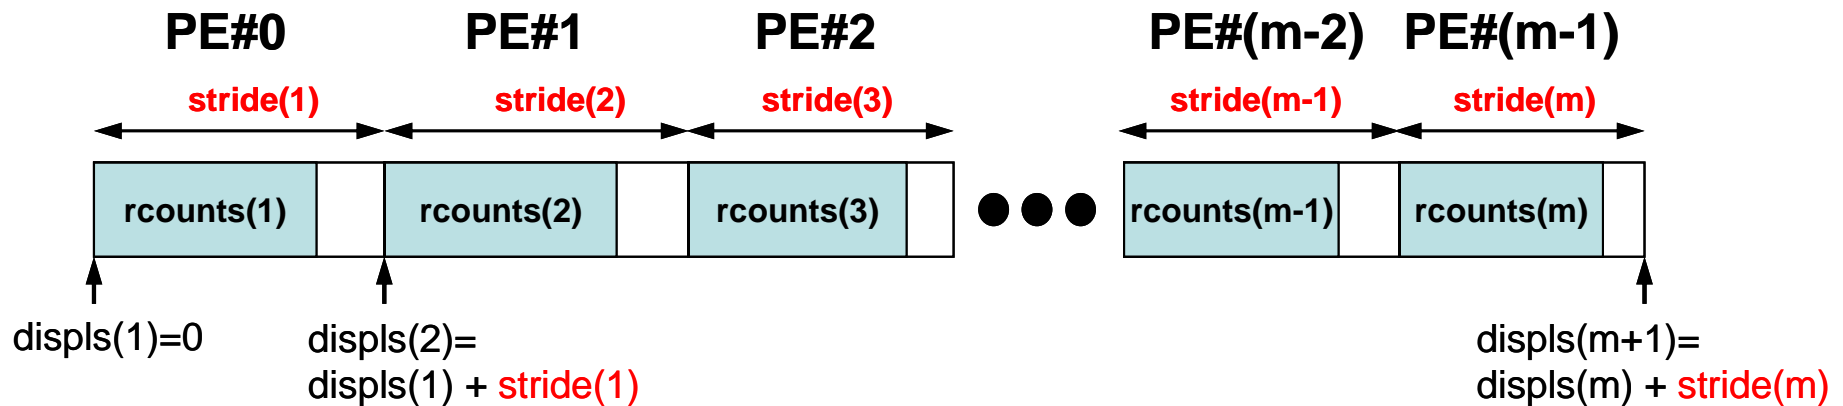 PE#0 PE#1 PE#2 PE#(m-2) PE#(m-1)
stride(1) stride(2) stride(3) stride(m-1) stride(m)
rcounts(1) rcounts(2) rcounts(3) rcounts(m-1) rcounts(m)
displs(1)=0
displs(2)=
displs(1) + stride(1)
displs(m+1)=
displs(m) + stride(m)